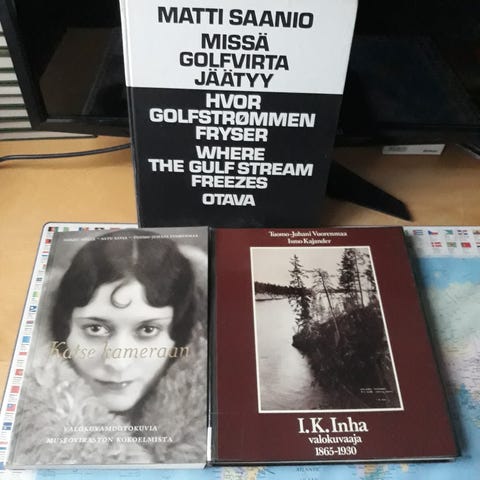 MATTI SAANIO
MISSÄ
GOLFVIRTA
JÄÄTYY
HVOR
GOLFSTRØMMEN
FRYSER
WHERE
THE GULF STREAM
FREEZES
OTAVA
Katse kameraan
VALOKUVAMUOTOKUVIA
MUSEOVIRASTON KOKOELMISTA
Tuomo-Juhani Vuorenmaa
Ismo Kajander
I.K. Inha
valokuvaaja
1865-1930